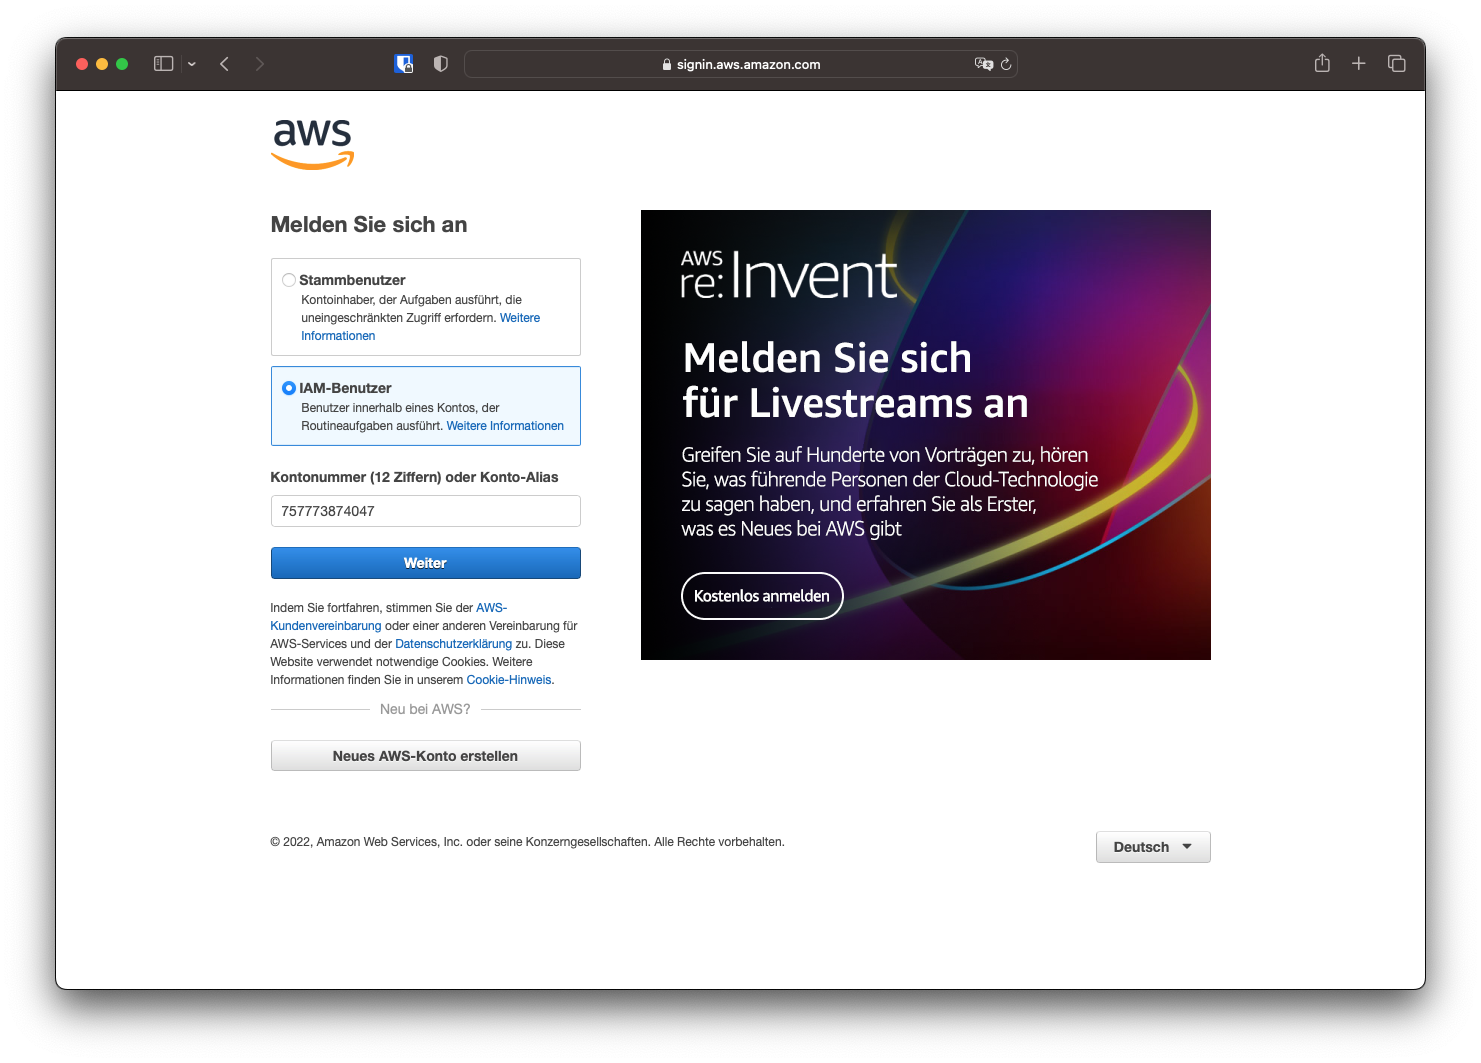 signin.aws.amazon.com
aws
Melden Sie sich an
Stammbenutzer
Kontoinhaber, der Aufgaben ausführt, die
uneingeschränkten Zugriff erfordern. Weitere
Informationen
IAM-Benutzer
Benutzer innerhalb eines Kontos, der
Routineaufgaben ausführt. Weitere Informationen
Kontonummer (12 Ziffern) oder Konto-Alias
757773874047
Weiter
Indem Sie fortfahren, stimmen Sie der AWS-
Kundenvereinbarung oder einer anderen Vereinbarung für
AWS-Services und der Datenschutzerklärung zu. Diese
Website verwendet notwendige Cookies. Weitere
Informationen finden Sie in unserem Cookie-Hinweis.
Neu bei AWS?
Neues AWS-Konto erstellen
AWS
re:Invent
Melden Sie sich
für Livestreams an
Greifen Sie auf Hunderte von Vorträgen zu, hören
Sie, was führende Personen der Cloud-Technologie
zu sagen haben, und erfahren Sie als Erster,
was es Neues bei AWS gibt
Kostenlos anmelden
© 2022, Amazon Web Services, Inc. oder seine Konzerngesellschaften. Alle Rechte vorbehalten.
Deutsch